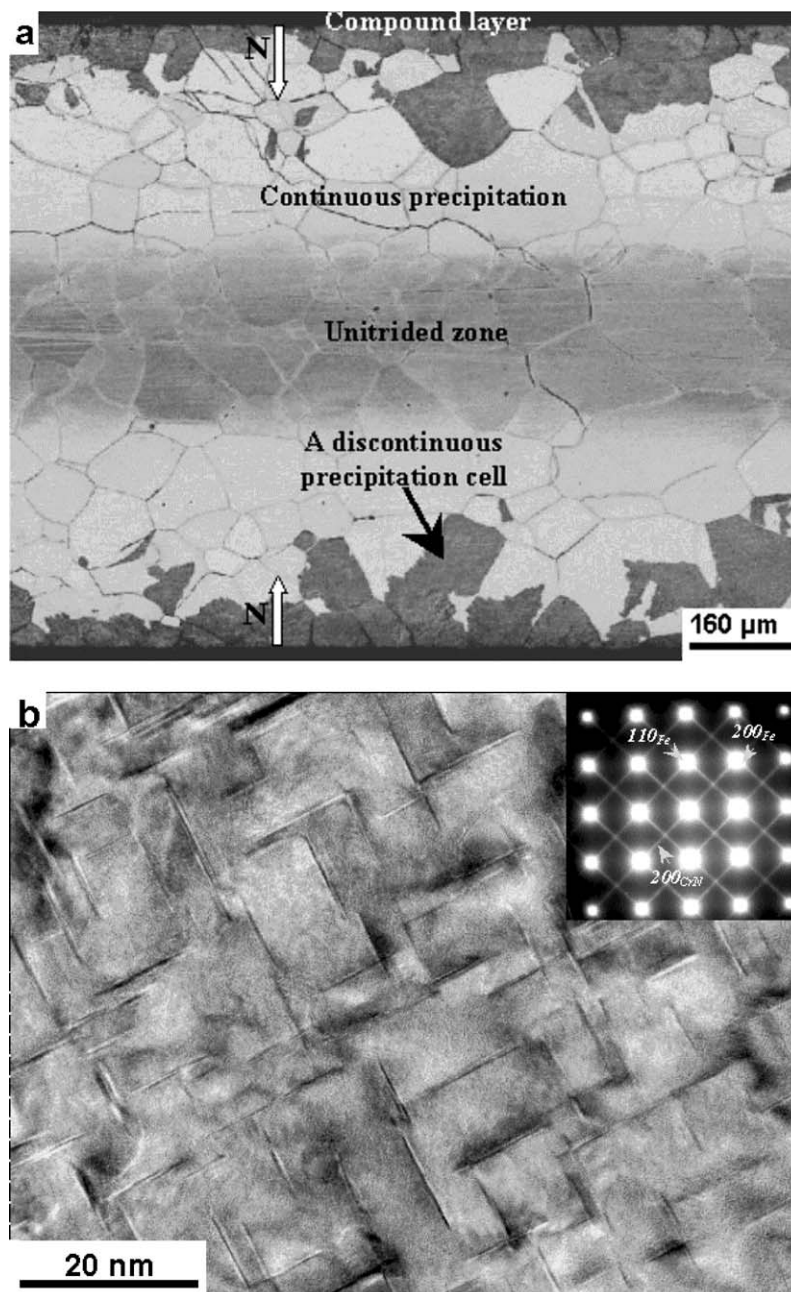 a
Compound layer
N
Continuous precipitation
Unitrided zone
A discontinuous
precipitation cell
N
160 µm
b
110Fe
200Fe
200CrN
20 nm